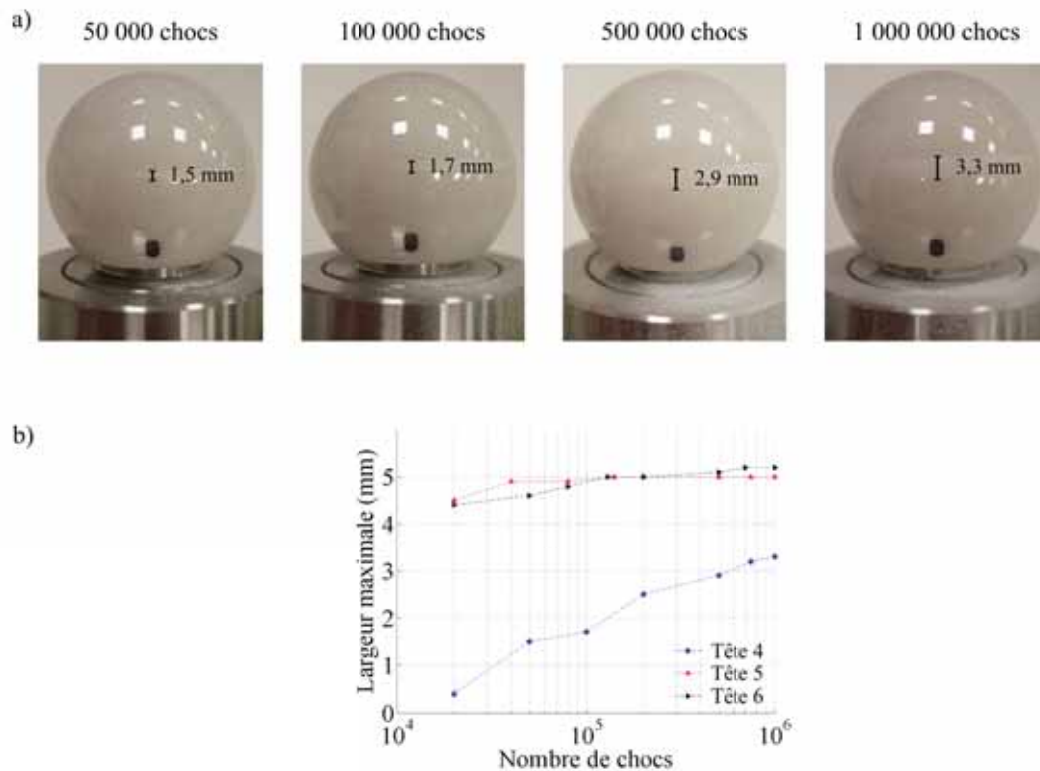 a)
50 000 chocs
100 000 chocs
500 000 chocs
1 000 000 chocs
1,5 mm
1,7 mm
2,9 mm
3,3 mm
b)
Largeur maximale (mm)
5
4
3
2
1
0
10⁴
10⁵
10⁶
Nombre de chocs
Tête 4
Tête 5
Tête 6